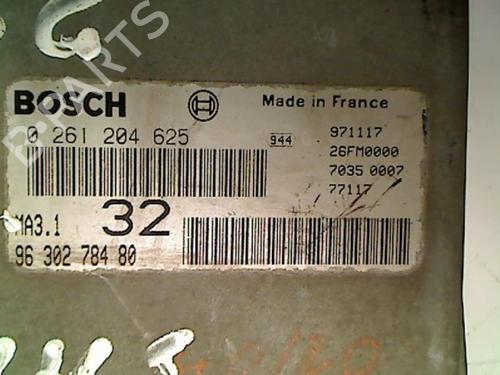 BOSCH
Made in France
0 261 204 625
944
971117
26FM0000
7035 0007
77117
MA3.1
32
96 302 784 80
B-PARTS